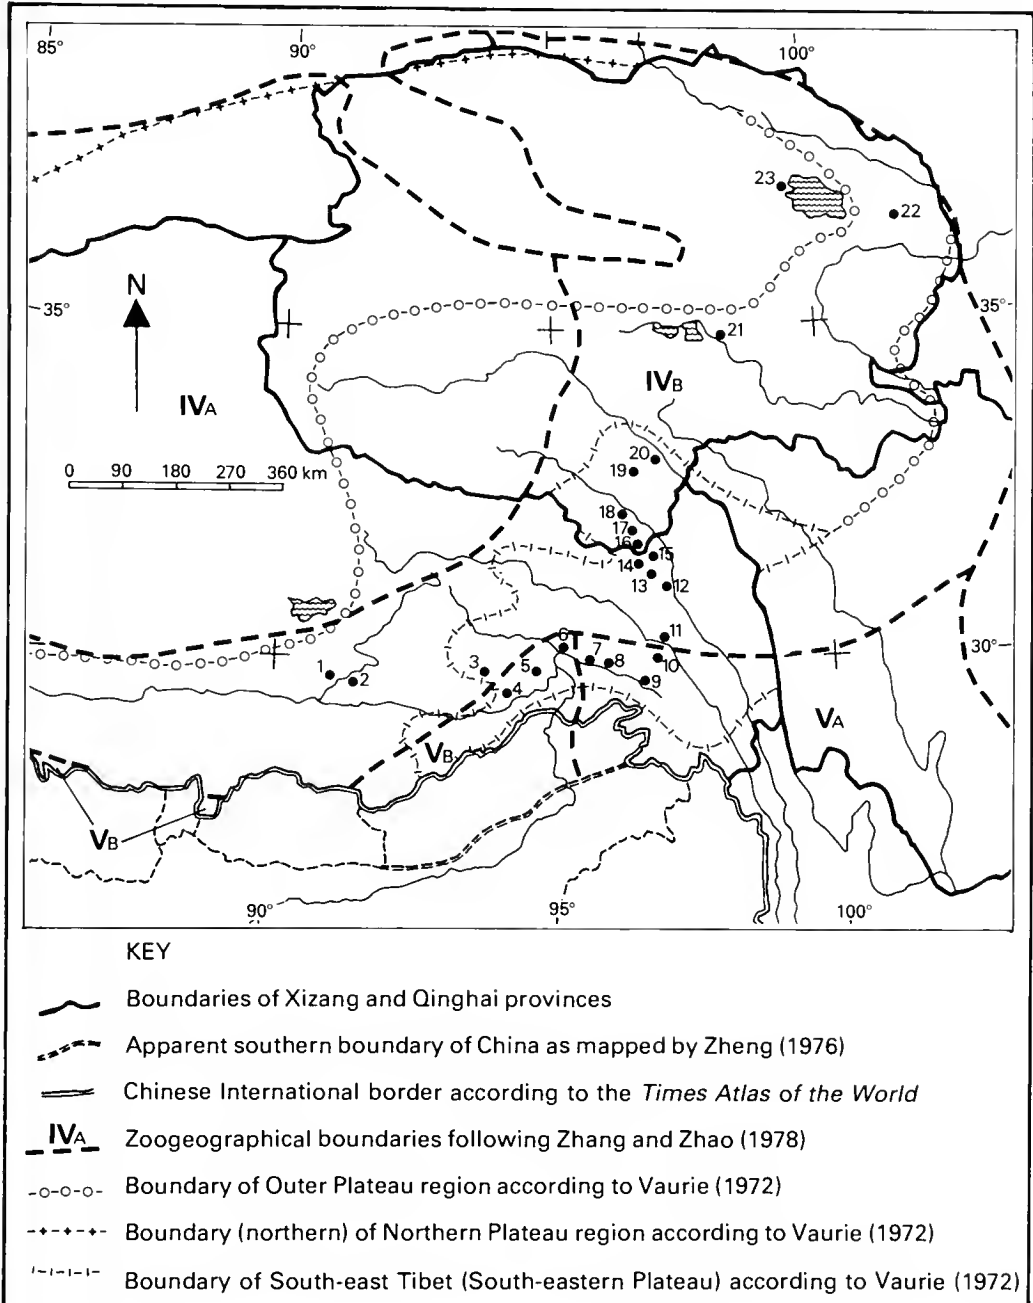 85° 90° 100°
23
22
N
35° 35°
21
IVA IVB
0 90 180 270 360 km
20
19
18
17
16 15
14
13 12
11
6
30°
1 2 3 5 7 8 10
4 9
VB VA
VB
90° 95° 100°
KEY
Boundaries of Xizang and Qinghai provinces
Apparent southern boundary of China as mapped by Zheng (1976)
Chinese International border according to the Times Atlas of the World
IVA Zoogeographical boundaries following Zhang and Zhao (1978)
Boundary of Outer Plateau region according to Vaurie (1972)
Boundary (northern) of Northern Plateau region according to Vaurie (1972)
Boundary of South-east Tibet (South-eastern Plateau) according to Vaurie (1972)